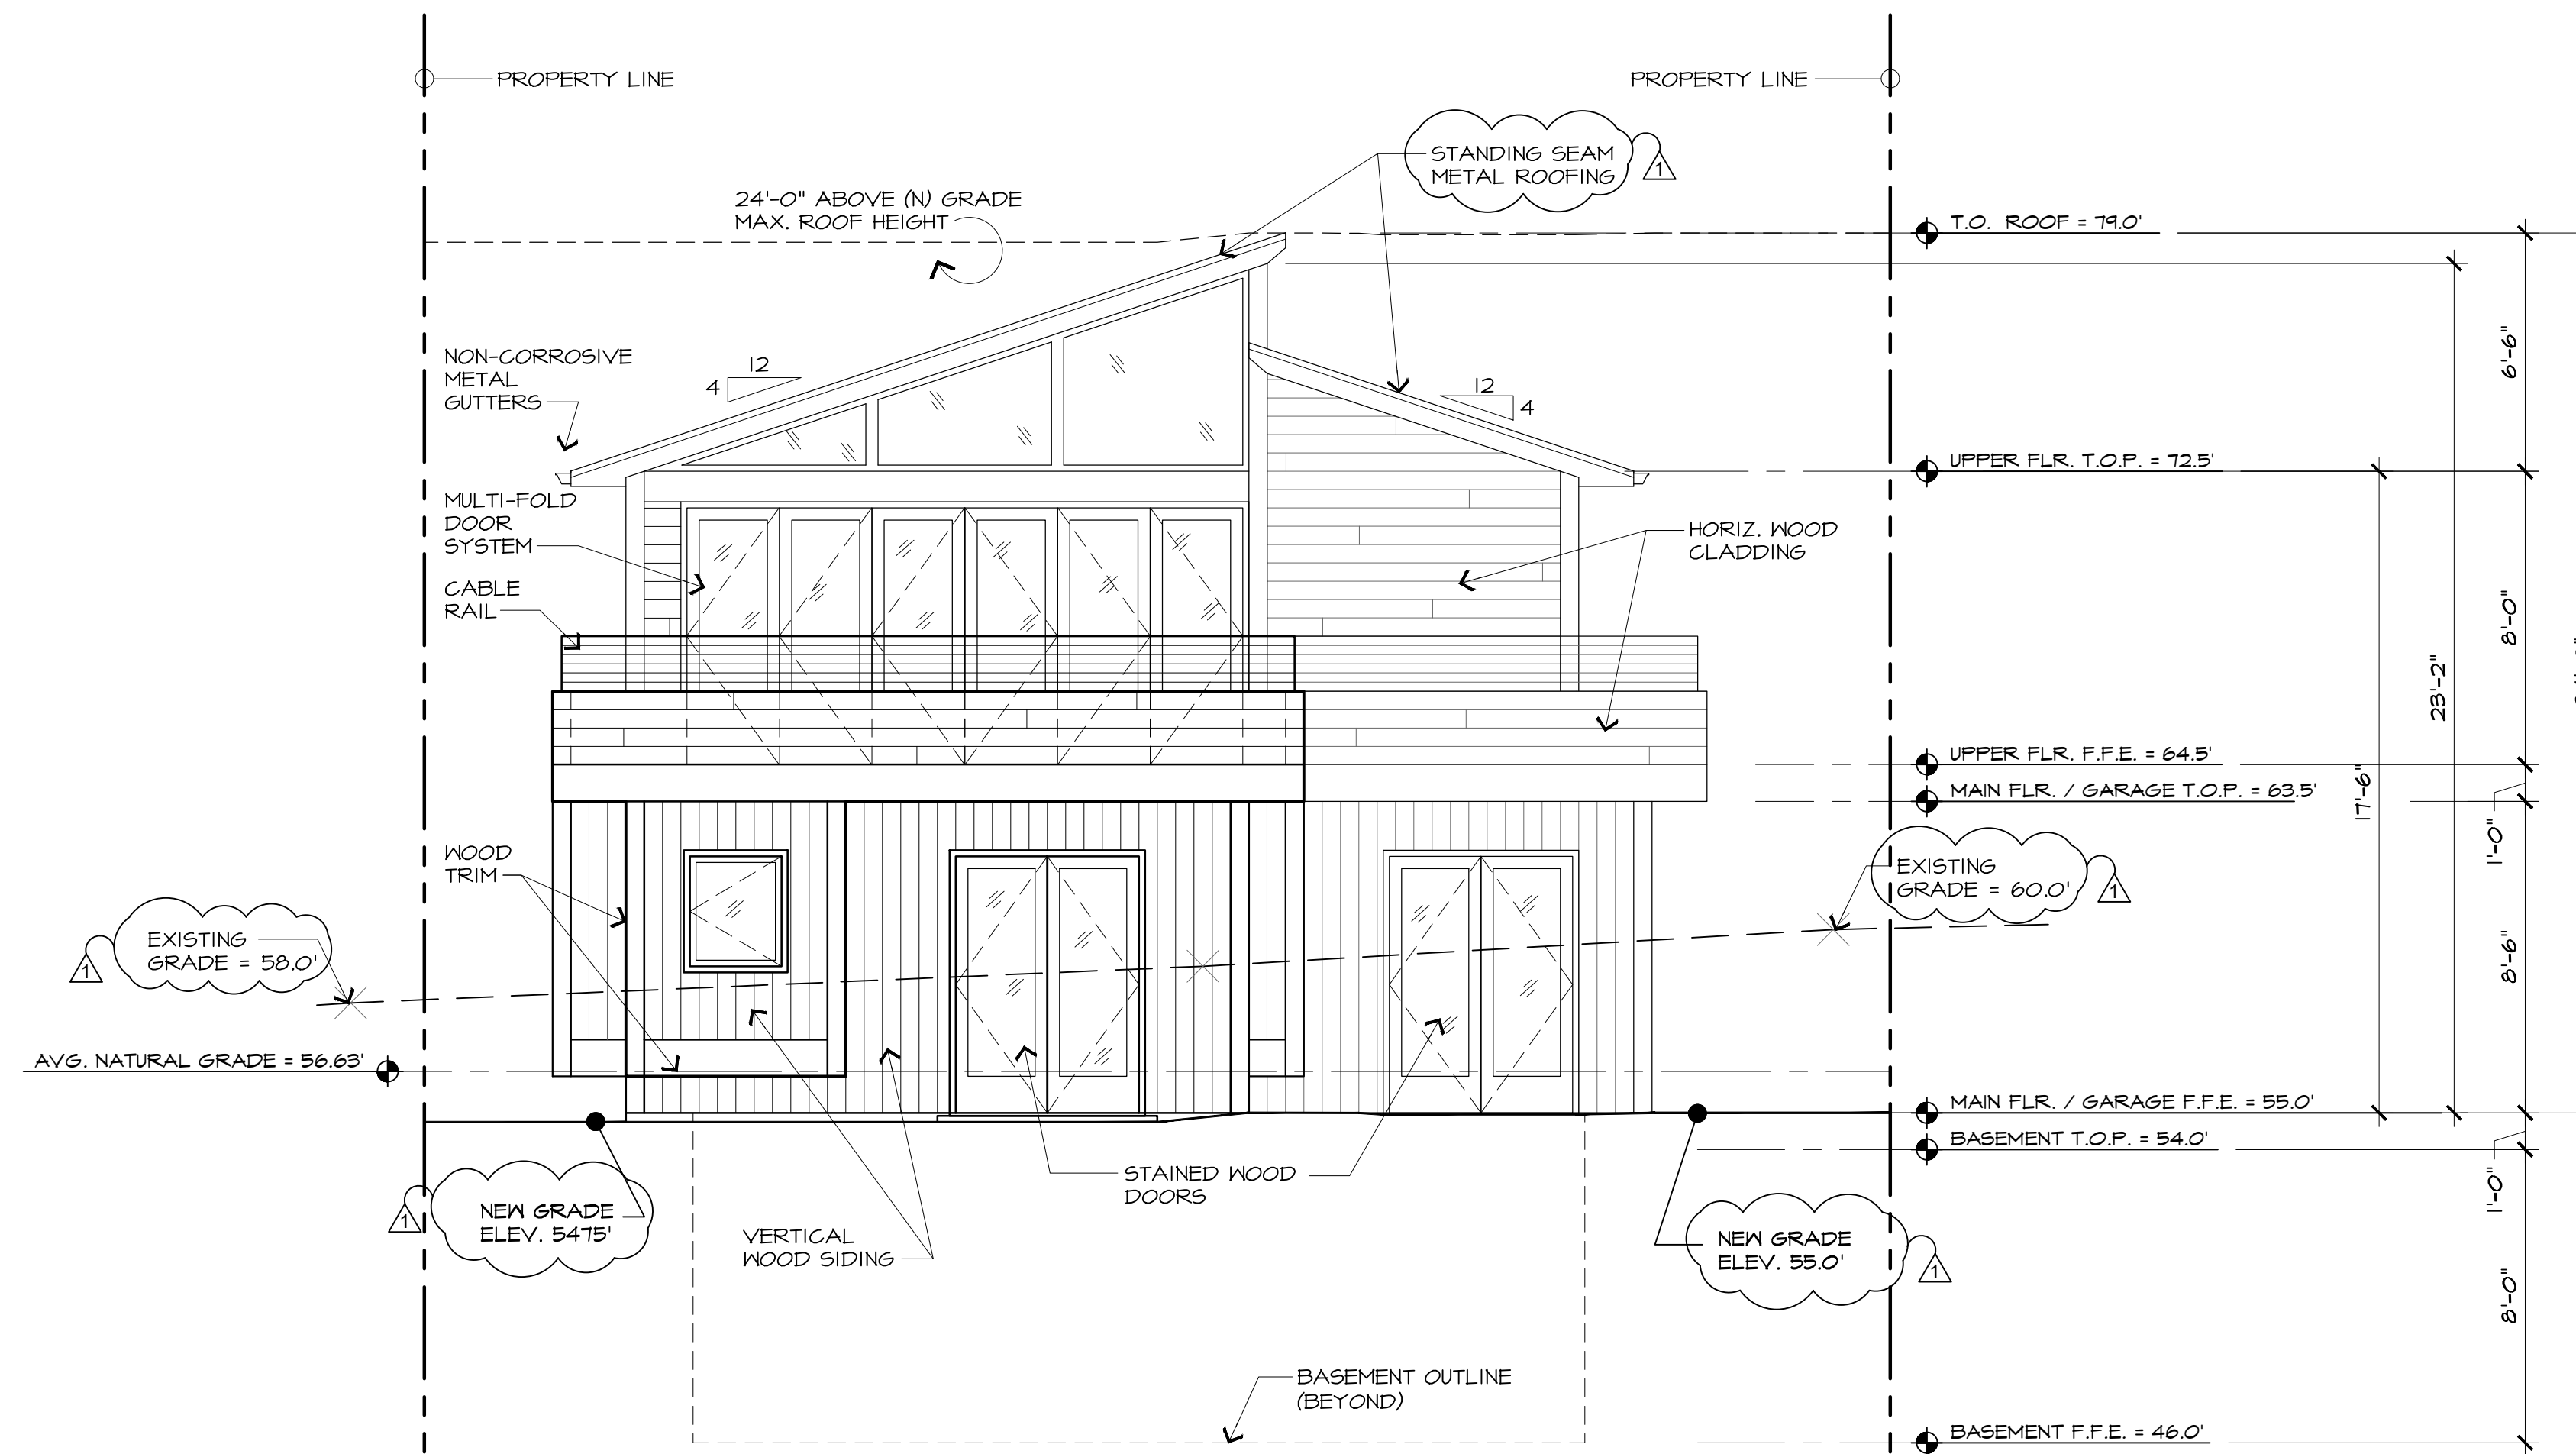 PROPERTY LINE
PROPERTY LINE
STANDING SEAM
METAL ROOFING
1
24'-0" ABOVE (N) GRADE
MAX. ROOF HEIGHT
T.O. ROOF = 79.0'
6'-6"
NON-CORROSIVE
METAL
GUTTERS
12
4
12
4
UPPER FLR. T.O.P. = 72.5'
MULTI-FOLD
DOOR
SYSTEM
HORIZ. WOOD
CLADDING
CABLE
RAIL
8'-0"
23'-2"
UPPER FLR. F.F.E. = 64.5'
MAIN FLR. / GARAGE T.O.P. = 63.5'
17'-6"
1'-0"
WOOD
TRIM
EXISTING
GRADE = 60.0'
1
EXISTING
GRADE = 58.0'
1
8'-6"
AVG. NATURAL GRADE = 56.63'
MAIN FLR. / GARAGE F.F.E. = 55.0'
BASEMENT T.O.P. = 54.0'
1'-0"
STAINED WOOD
DOORS
NEW GRADE
ELEV. 5475'
1
VERTICAL
WOOD SIDING
NEW GRADE
ELEV. 55.0'
1
8'-0"
BASEMENT OUTLINE
(BEYOND)
BASEMENT F.F.E. = 46.0'